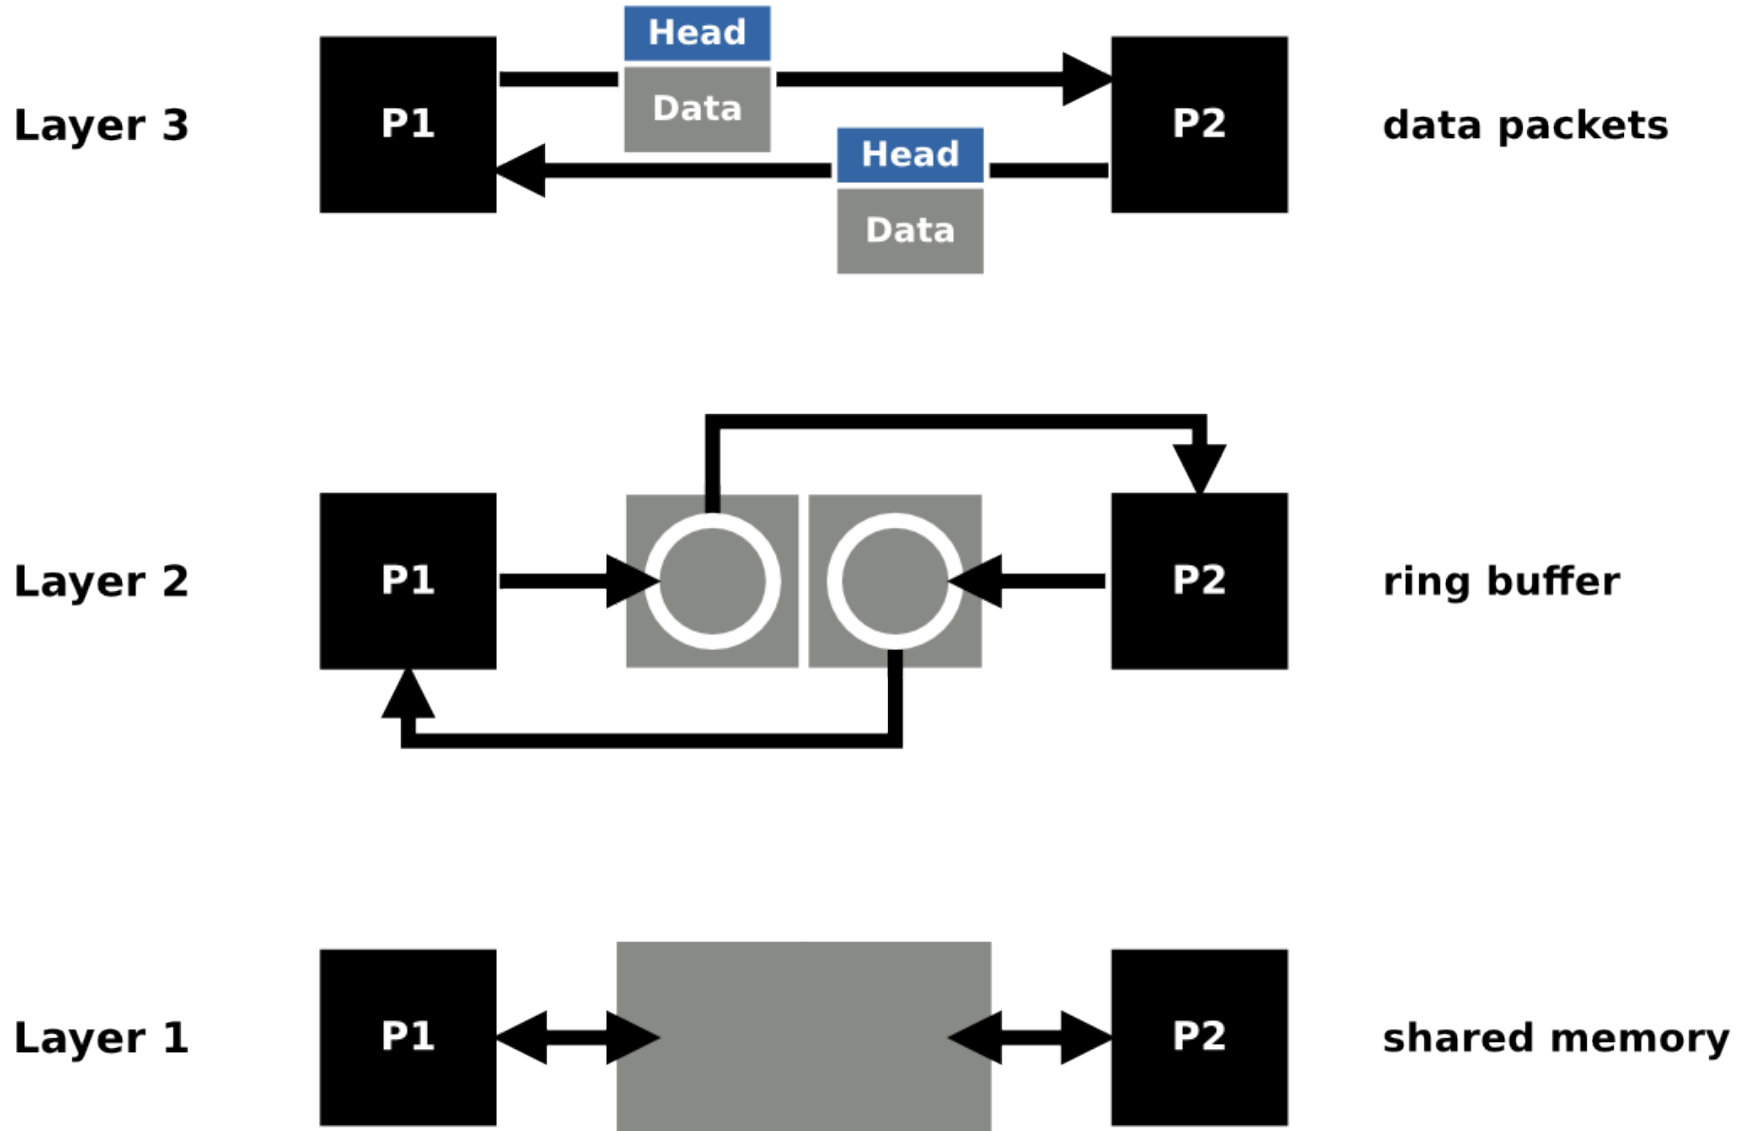 Head
Data
Layer 3
P1
P2
data packets
Head
Data
Layer 2
P1
P2
ring buffer
Layer 1
P1
P2
shared memory